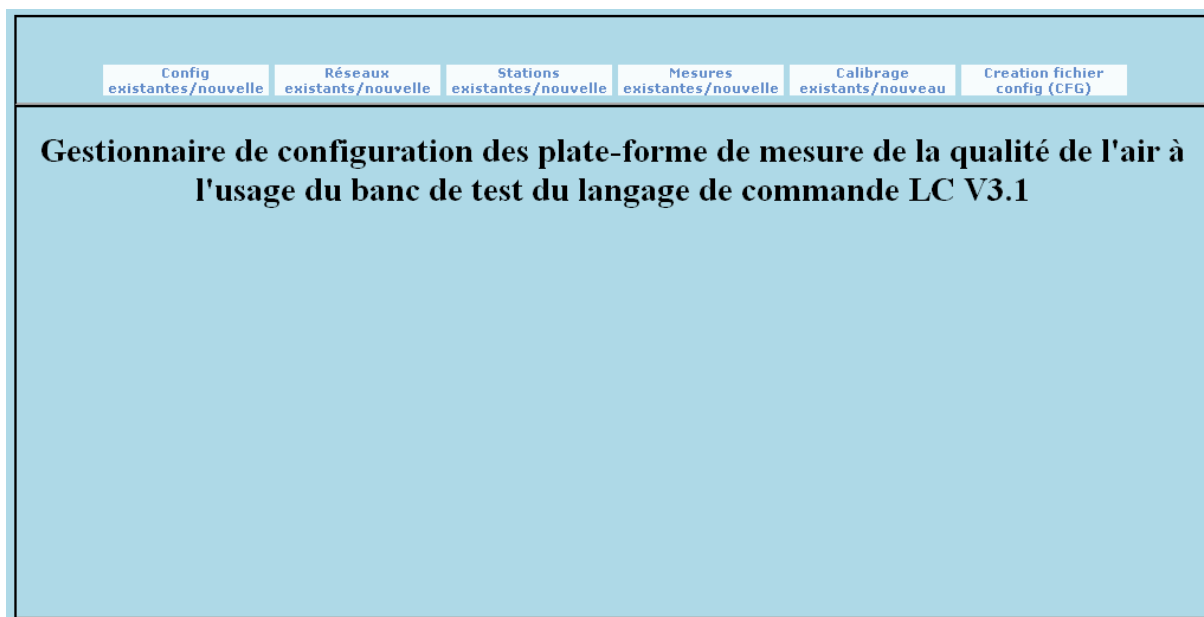 Config
existantes/nouvelle
Réseaux
existants/nouvelle
Stations
existantes/nouvelle
Mesures
existantes/nouvelle
Calibrage
existants/nouveau
Creation fichier
config (CFG)
Gestionnaire de configuration des plate-forme de mesure de la qualité de l'air à
l'usage du banc de test du langage de commande LC V3.1